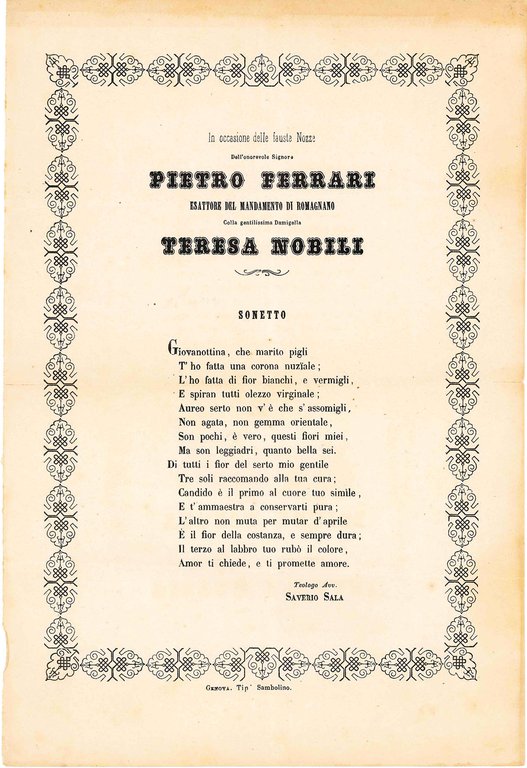 In occasione delle fauste Nozze
Dell'onorevole Signore
PIETRO FERRARI
ESATTORE DEL MANDAMENTO DI ROMAGNANO
Colla gentilissima Damigella
TERESA NOBILI
SONETTO
Giovanottina, che marito pigli
T' ho fatta una corona nuzïale;
L' ho fatta di fior bianchi, e vermigli,
E spiran tutti olezzo virginale;
Aureo serto non v' è che s' assomigli,
Non agata, non gemma orientale,
Son pochi, è vero, questi fiori miei,
Ma son leggiadri, quanto bella sei.
Di tutti i fior del serto mio gentile
Tre soli raccomando alla tua cura;
Candido è il primo al cuore tuo simile,
E t' ammaestra a conservarti pura;
L' altro non muta per mutar d' aprile
È il fior della costanza, e sempre dura;
Il terzo al labbro tuo rubò il colore,
Amor ti chiede, e ti promette amore.
Teologo Avv.
SAVERIO SALA
GENOVA. Tip' Sambolino.